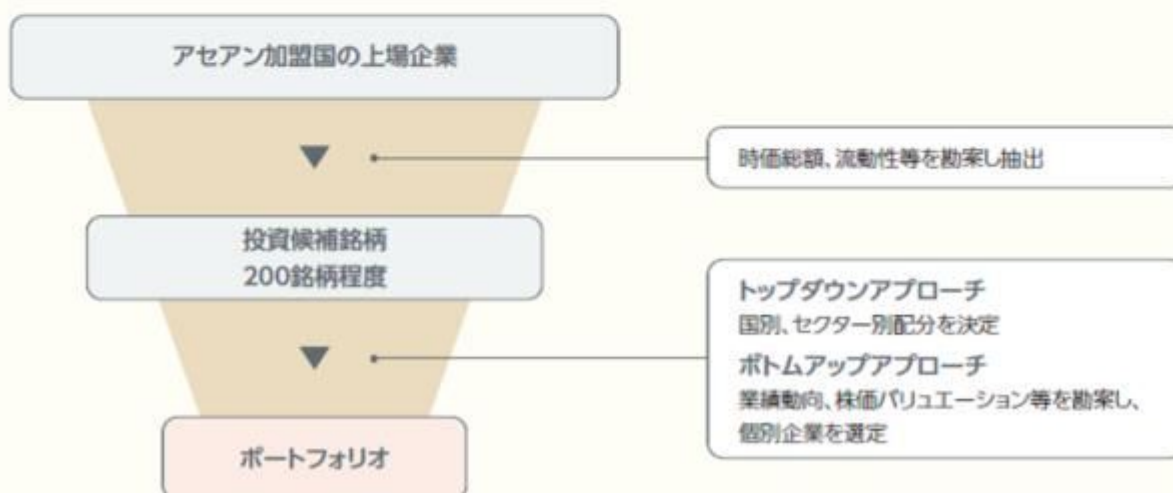 アセアン加盟国の上場企業
時価総額、流動性等を勘案し抽出
投資候補銘柄
200銘柄程度
トップダウンアプローチ
国別、セクター別配分を決定
ボトムアップアプローチ
業績動向、株価バリュエーション等を勘案し、
個別企業を選定
ポートフォリオ